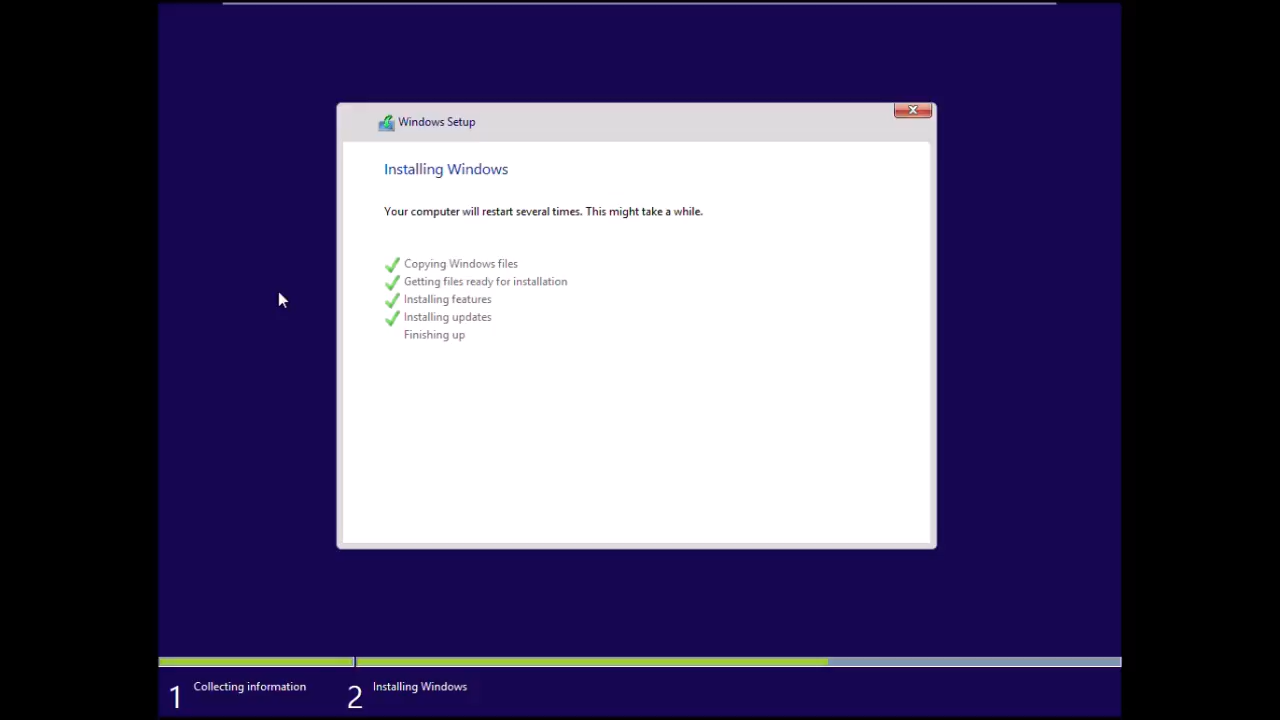 Windows Setup
Installing Windows
Your computer will restart several times. This might take a while.
Copying Windows files
Getting files ready for installation
Installing features
Installing updates
Finishing up
1 Collecting information
2 Installing Windows